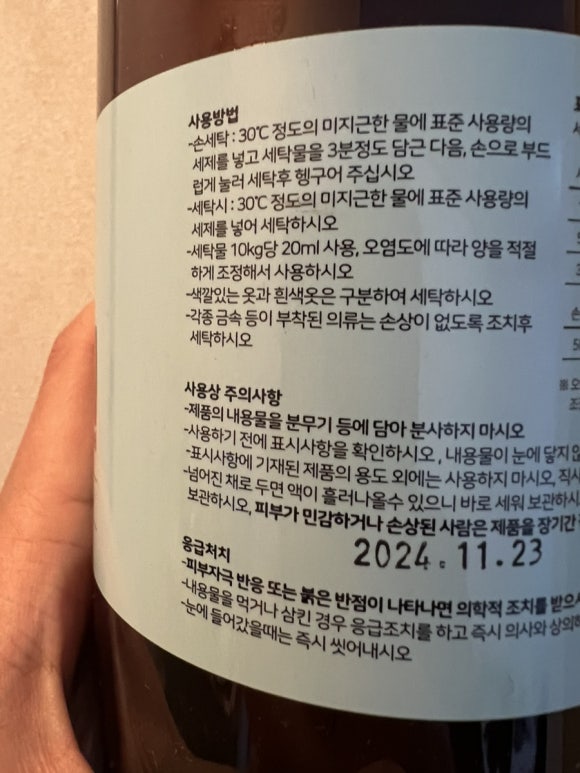 사용방법
-손세탁 : 30℃ 정도의 미지근한 물에 표준 사용량의
세제를 넣고 세탁물을 3분정도 담근 다음, 손으로 부드
럽게 눌러 세탁후 헹구어 주십시오
-세탁시 : 30℃ 정도의 미지근한 물에 표준 사용량의
세제를 넣어 세탁하시오
-세탁물 10kg당 20ml 사용, 오염도에 따라 양을 적절
하게 조정해서 사용하시오
-색깔있는 옷과 흰색옷은 구분하여 세탁하시오
-각종 금속 등이 부착된 의류는 손상이 없도록 조치후
세탁하시오
사용상 주의사항
-제품의 내용물을 분무기 등에 담아 분사하지 마시오
-사용하기 전에 표시사항을 확인하시오, 내용물이 눈에 닿지
-표시사항에 기재된 제품의 용도 외에는 사용하지 마시오,
-넘어진 채로 두면 액이 흘러나올수 있으니 바로 세워 보관하시
보관하시오, 피부가 민감하거나 손상된 사람은 제품을 장기간
2024.11.23
응급처치
-피부자극 반응 또는 붉은 반점이 나타나면 의학적 조치를 받으
-내용물을 먹거나 삼킨 경우 응급조치를 하고 즉시 의사와 상의
-눈에 들어갔을때는 즉시 씻어내시오